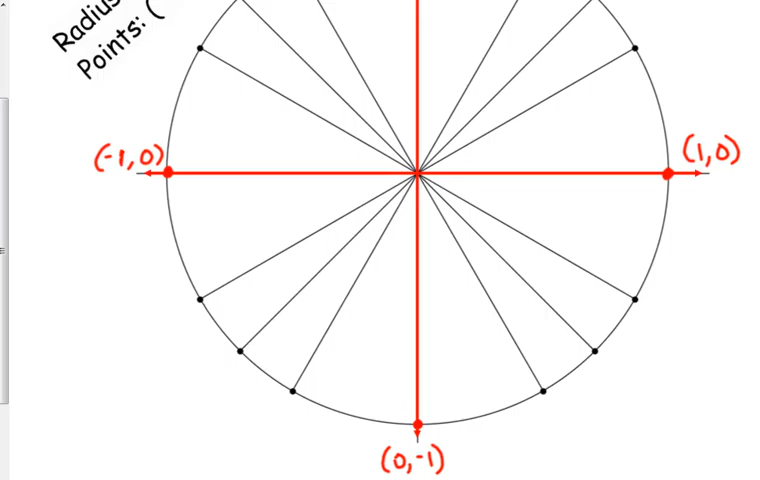 Radius
Points: (
(-1,0)
(1,0)
(0,-1)